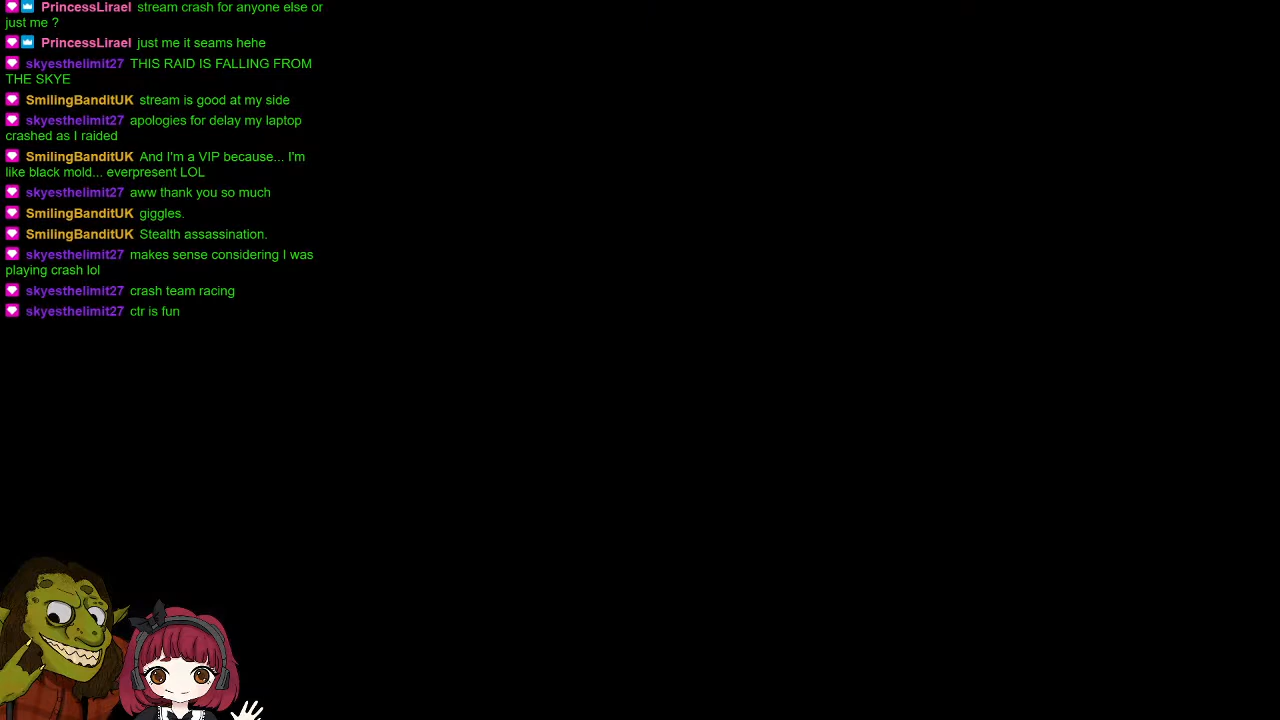 PrincessLirael stream crash for anyone else or
just me ?
PrincessLirael just me it seams hehe
skyesthelimit27 THIS RAID IS FALLING FROM
THE SKYE
SmilingBanditUK stream is good at my side
skyesthelimit27 apologies for delay my laptop
crashed as I raided
SmilingBanditUK And I'm a VIP because... I'm
like black mold... everpresent LOL
skyesthelimit27 aww thank you so much
SmilingBanditUK giggles.
SmilingBanditUK Stealth assassination.
skyesthelimit27 makes sense considering I was
playing crash lol
skyesthelimit27 crash team racing
skyesthelimit27 ctr is fun